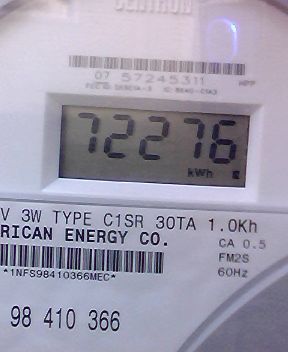 CENTRON
07 57245311
72276
kWh
V 3W TYPE C1SR 30TA 1.0Kh
RICAN ENERGY CO.
CA 0.5
FM2S
60Hz
*1NFS98410366MEC*
98 410 366